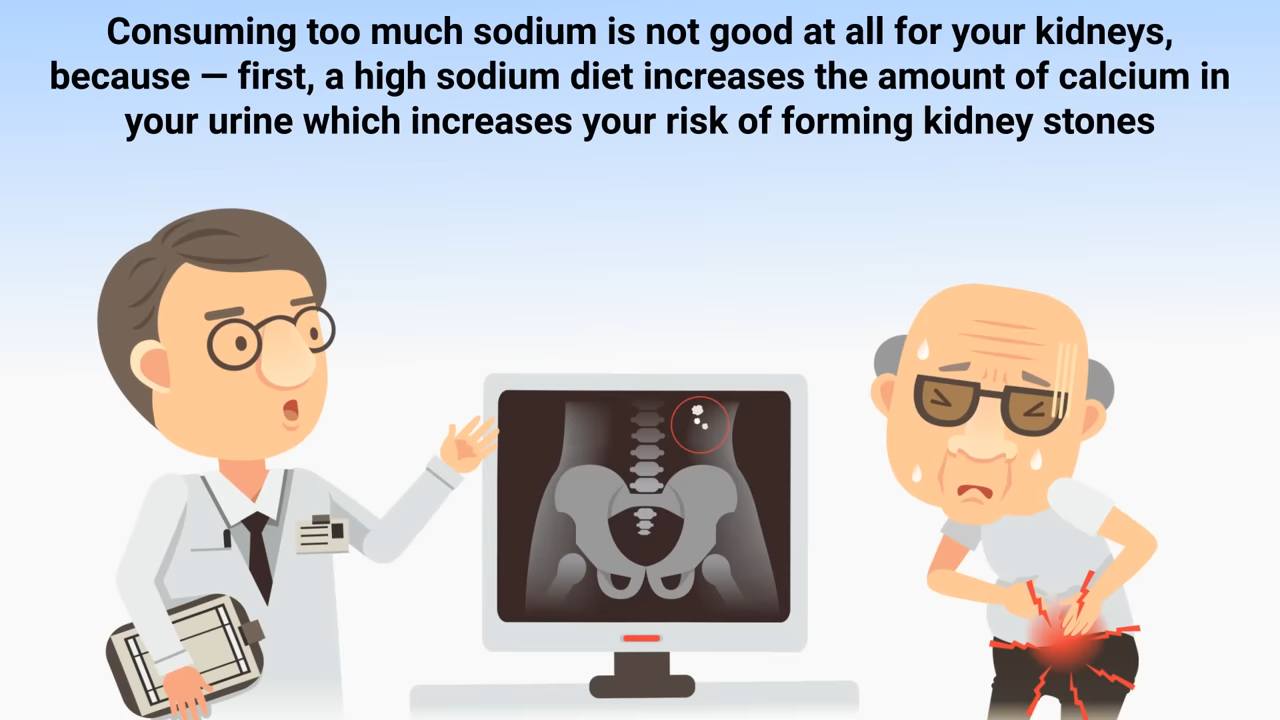 Consuming too much sodium is not good at all for your kidneys,
because — first, a high sodium diet increases the amount of calcium in
your urine which increases your risk of forming kidney stones